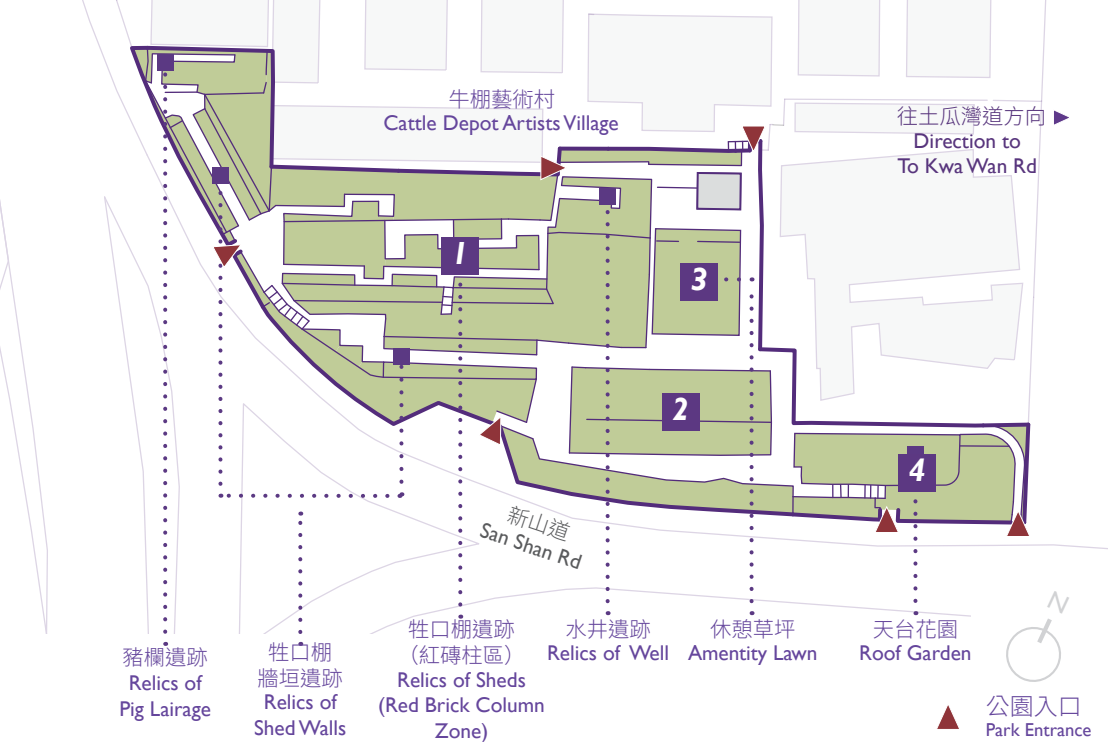 牛棚藝術村
Cattle Depot Artists Village
往土瓜灣道方向
Direction to
To Kwa Wan Rd
1
3
2
4
新山道
San Shan Rd
豬欄遺跡
Relics of
Pig Lairage
牲口棚
牆垣遺跡
Relics of
Shed Walls
牲口棚遺跡
（紅磚柱區）
Relics of Sheds
(Red Brick Column
Zone)
水井遺跡
Relics of Well
休憩草坪
Amentity Lawn
天台花園
Roof Garden
N
公園入口
Park Entrance